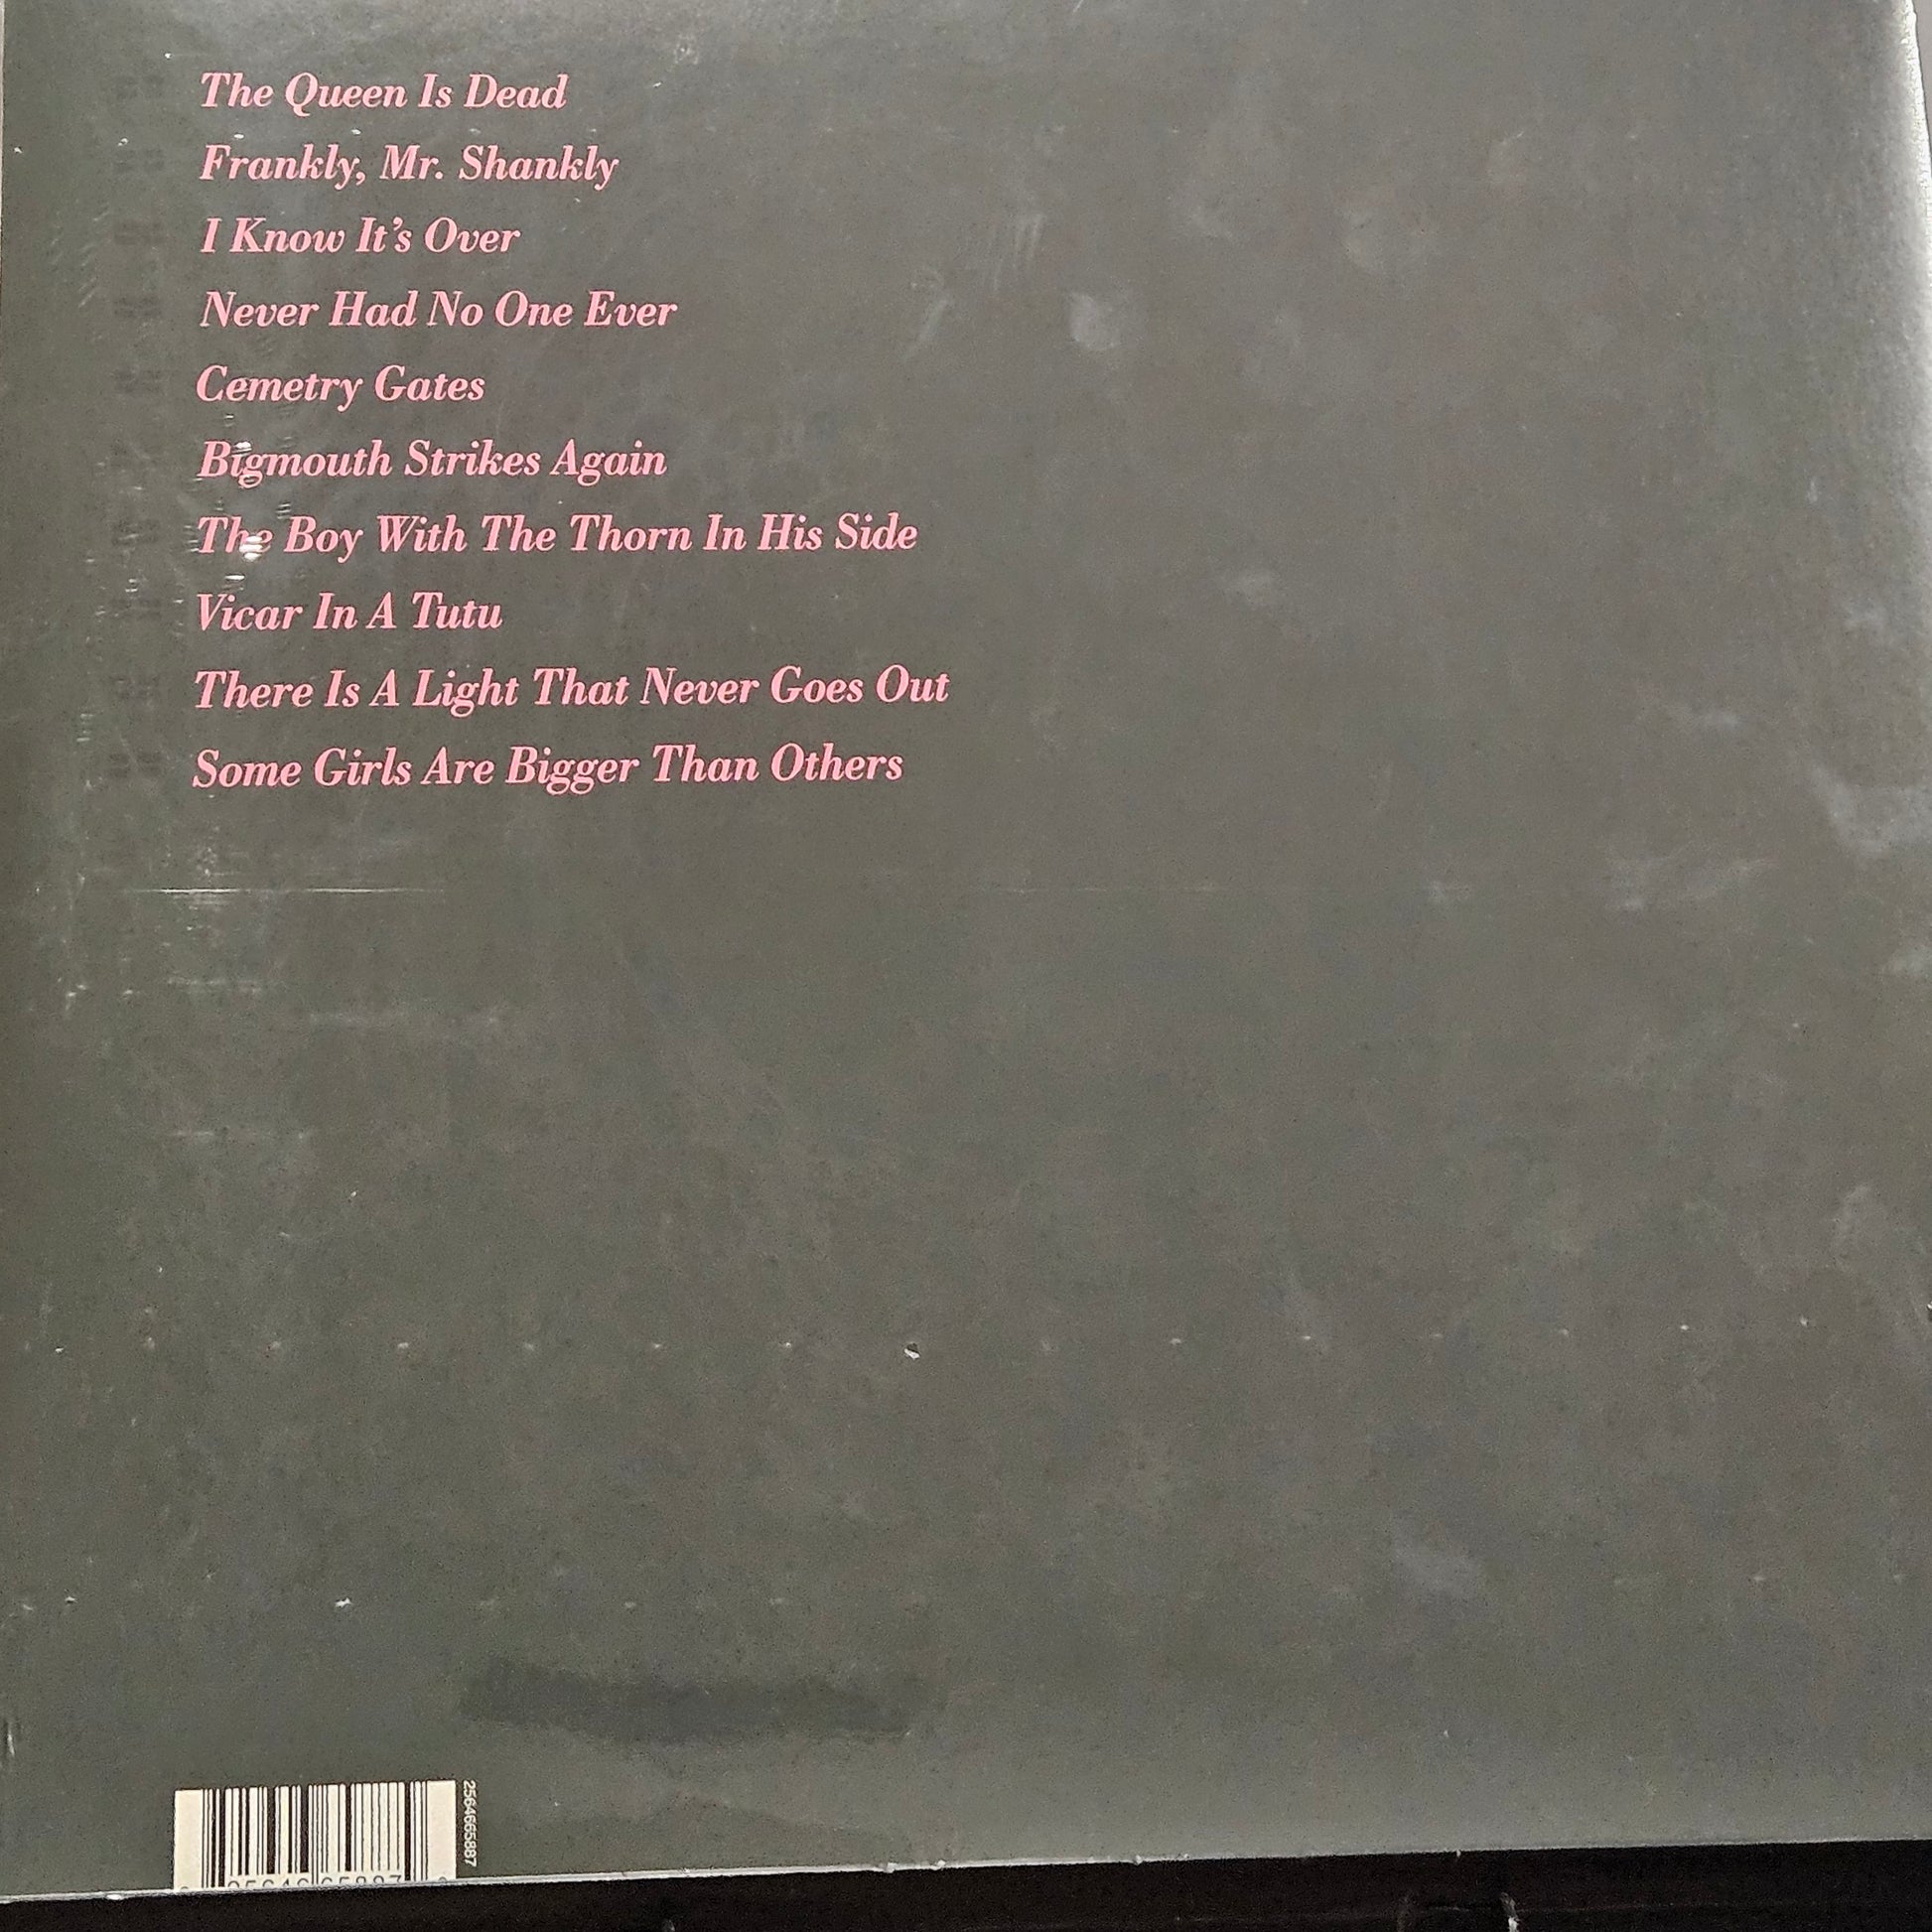 The Queen Is Dead
Frankly, Mr. Shankly
I Know It's Over
Never Had No One Ever
Cemetry Gates
Bigmouth Strikes Again
The Boy With The Thorn In His Side
Vicar In A Tutu
There Is A Light That Never Goes Out
Some Girls Are Bigger Than Others
2564665887